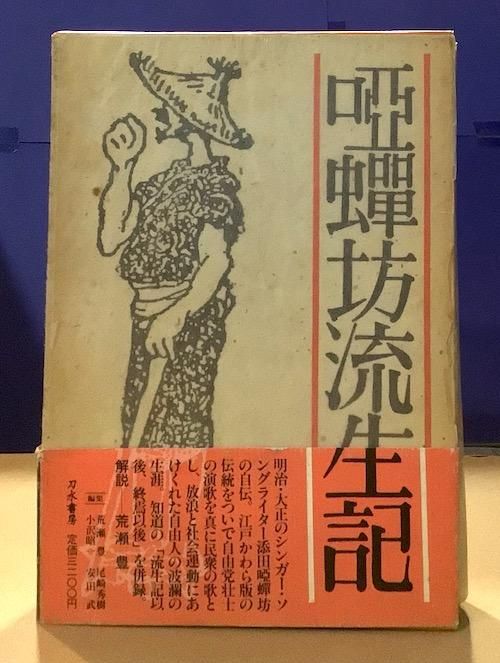 啞蟬坊流生記
明治・大正のシンガー・ソ
ングライター添田啞蟬坊
の自伝。江戸かわら版の
伝統をついで自由党壮士
の演歌を真に民衆の歌と
し、放浪と社会運動にあ
けくれた自由人の波瀾の
生涯。知道の「流生記以
後、終焉以後」を併録。
解説――荒瀬 豊
編集
荒瀬 豊 尾崎秀樹
小沢昭一 安田 武
刀水書房 定価三二〇〇円